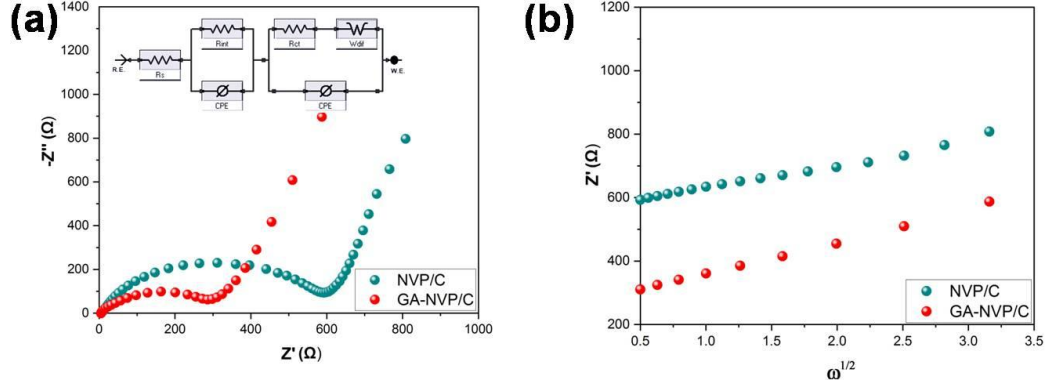 (a)
1400
1200
1000
800
600
400
200
0
-Z'' (Ω)
0 200 400 600 800 1000
Z' (Ω)
R.E.
Rs
Rint
CPE
Rct
Wdif
CPE
W.E.
NVP/C
GA-NVP/C
(b)
1200
1000
800
600
400
200
Z' (Ω)
0.5 1.0 1.5 2.0 2.5 3.0 3.5
ω1/2
NVP/C
GA-NVP/C